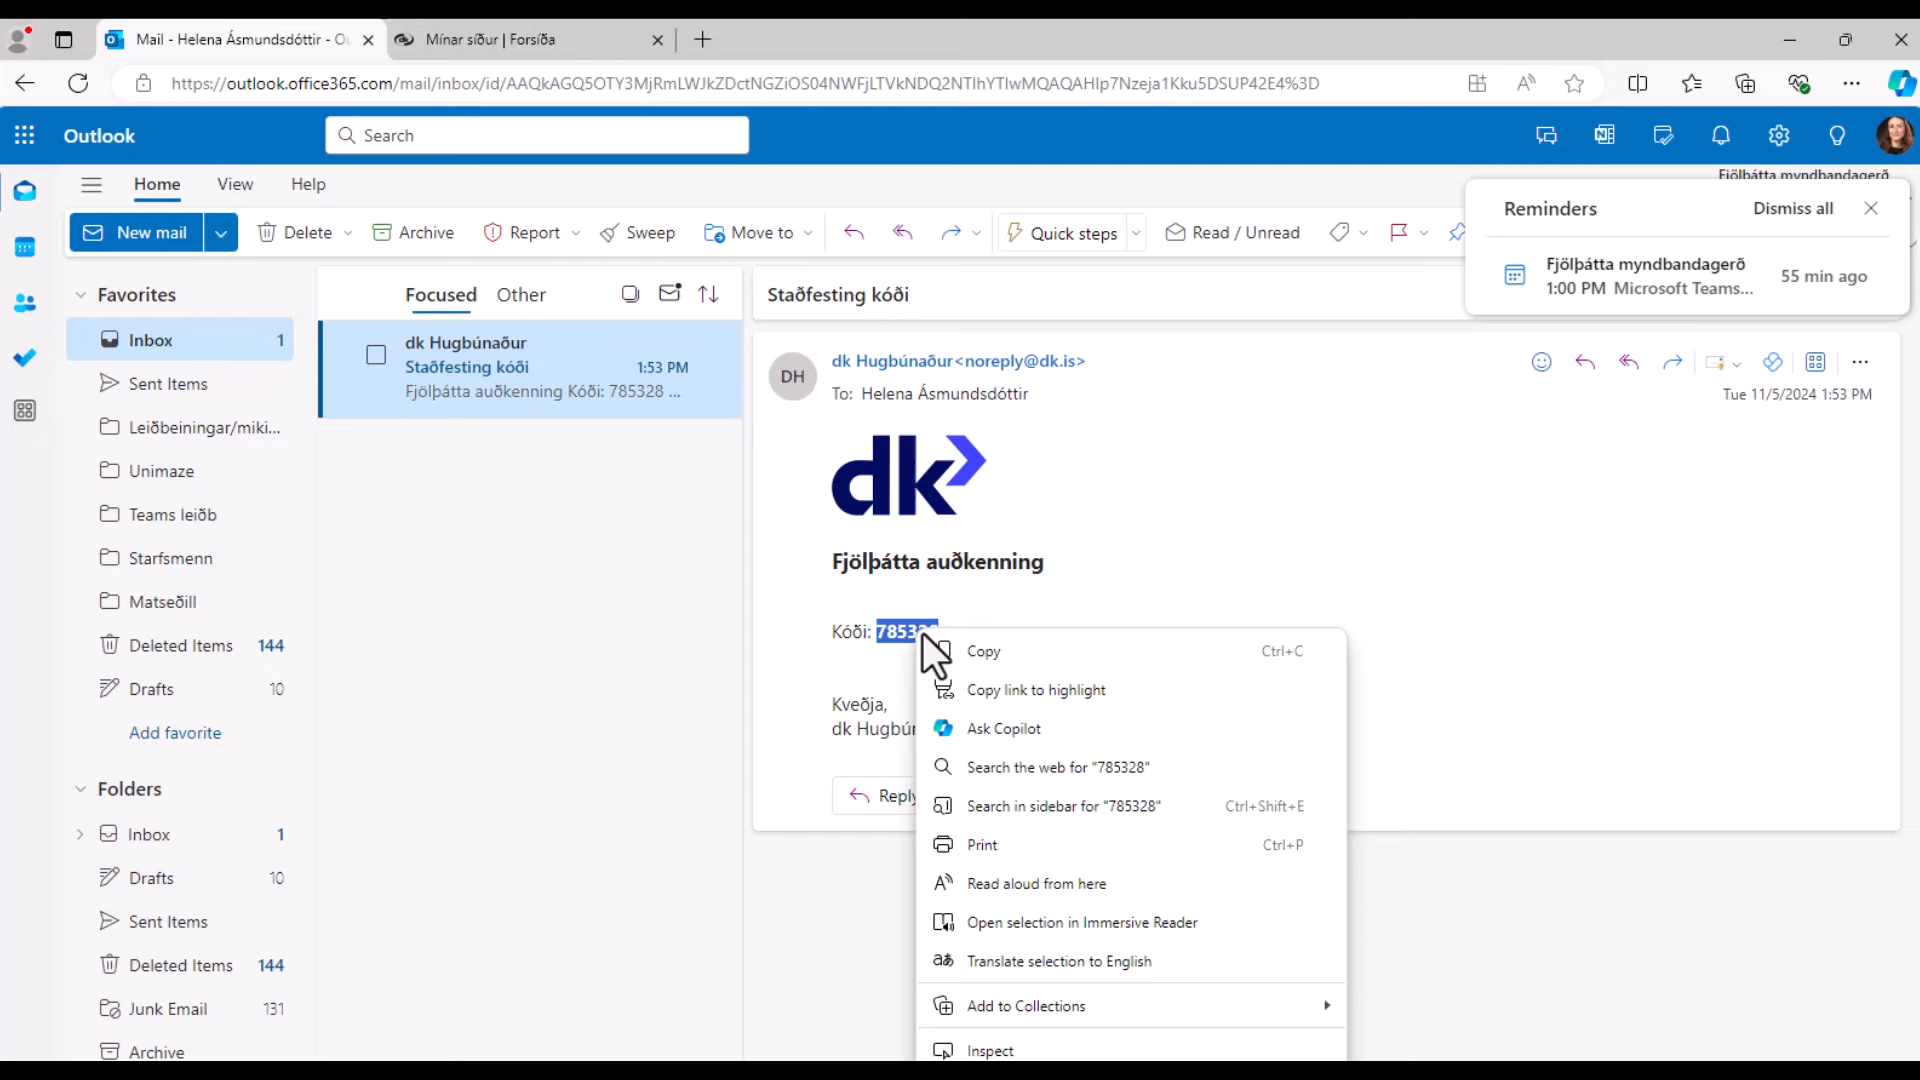 Mail - Helena Ásmundsdóttir - Ou
Mínar síður | Forsíða
https://outlook.office365.com/mail/inbox/id/AAQkAGQ5OTY3MjRmLWJkZDctNGZiOS04NWFjLTVkNDQ2NTlhYTIwMQAQAHIp7Nzeja1Kku5DSUP42E4%3D
Outlook
Search
Home
View
Help
Fjölþátta myndbandagerð
New mail
Delete
Archive
Report
Sweep
Move to
Quick steps
Read / Unread
Reminders
Dismiss all
Fjölþátta myndbandagerð
1:00 PM Microsoft Teams...
55 min ago
Favorites
Inbox 1
Sent Items
Leiðbeiningar/miki...
Unimaze
Teams leiðb
Starfsmenn
Matseðill
Deleted Items 144
Drafts 10
Add favorite
Folders
Inbox 1
Drafts 10
Sent Items
Deleted Items 144
Junk Email 131
Archive
Focused
Other
dk Hugbúnaður
Staðfesting kóði 1:53 PM
Fjölþátta auðkenning Kóði: 785328 ...
Staðfesting kóði
DH
dk Hugbúnaður<noreply@dk.is>
To: Helena Ásmundsdóttir
Tue 11/5/2024 1:53 PM
dk
Fjölþátta auðkenning
Kóði: 785328
Kveðja,
dk Hugbún
Reply
Copy Ctrl+C
Copy link to highlight
Ask Copilot
Search the web for "785328"
Search in sidebar for "785328" Ctrl+Shift+E
Print Ctrl+P
Read aloud from here
Open selection in Immersive Reader
Translate selection to English
Add to Collections
Inspect